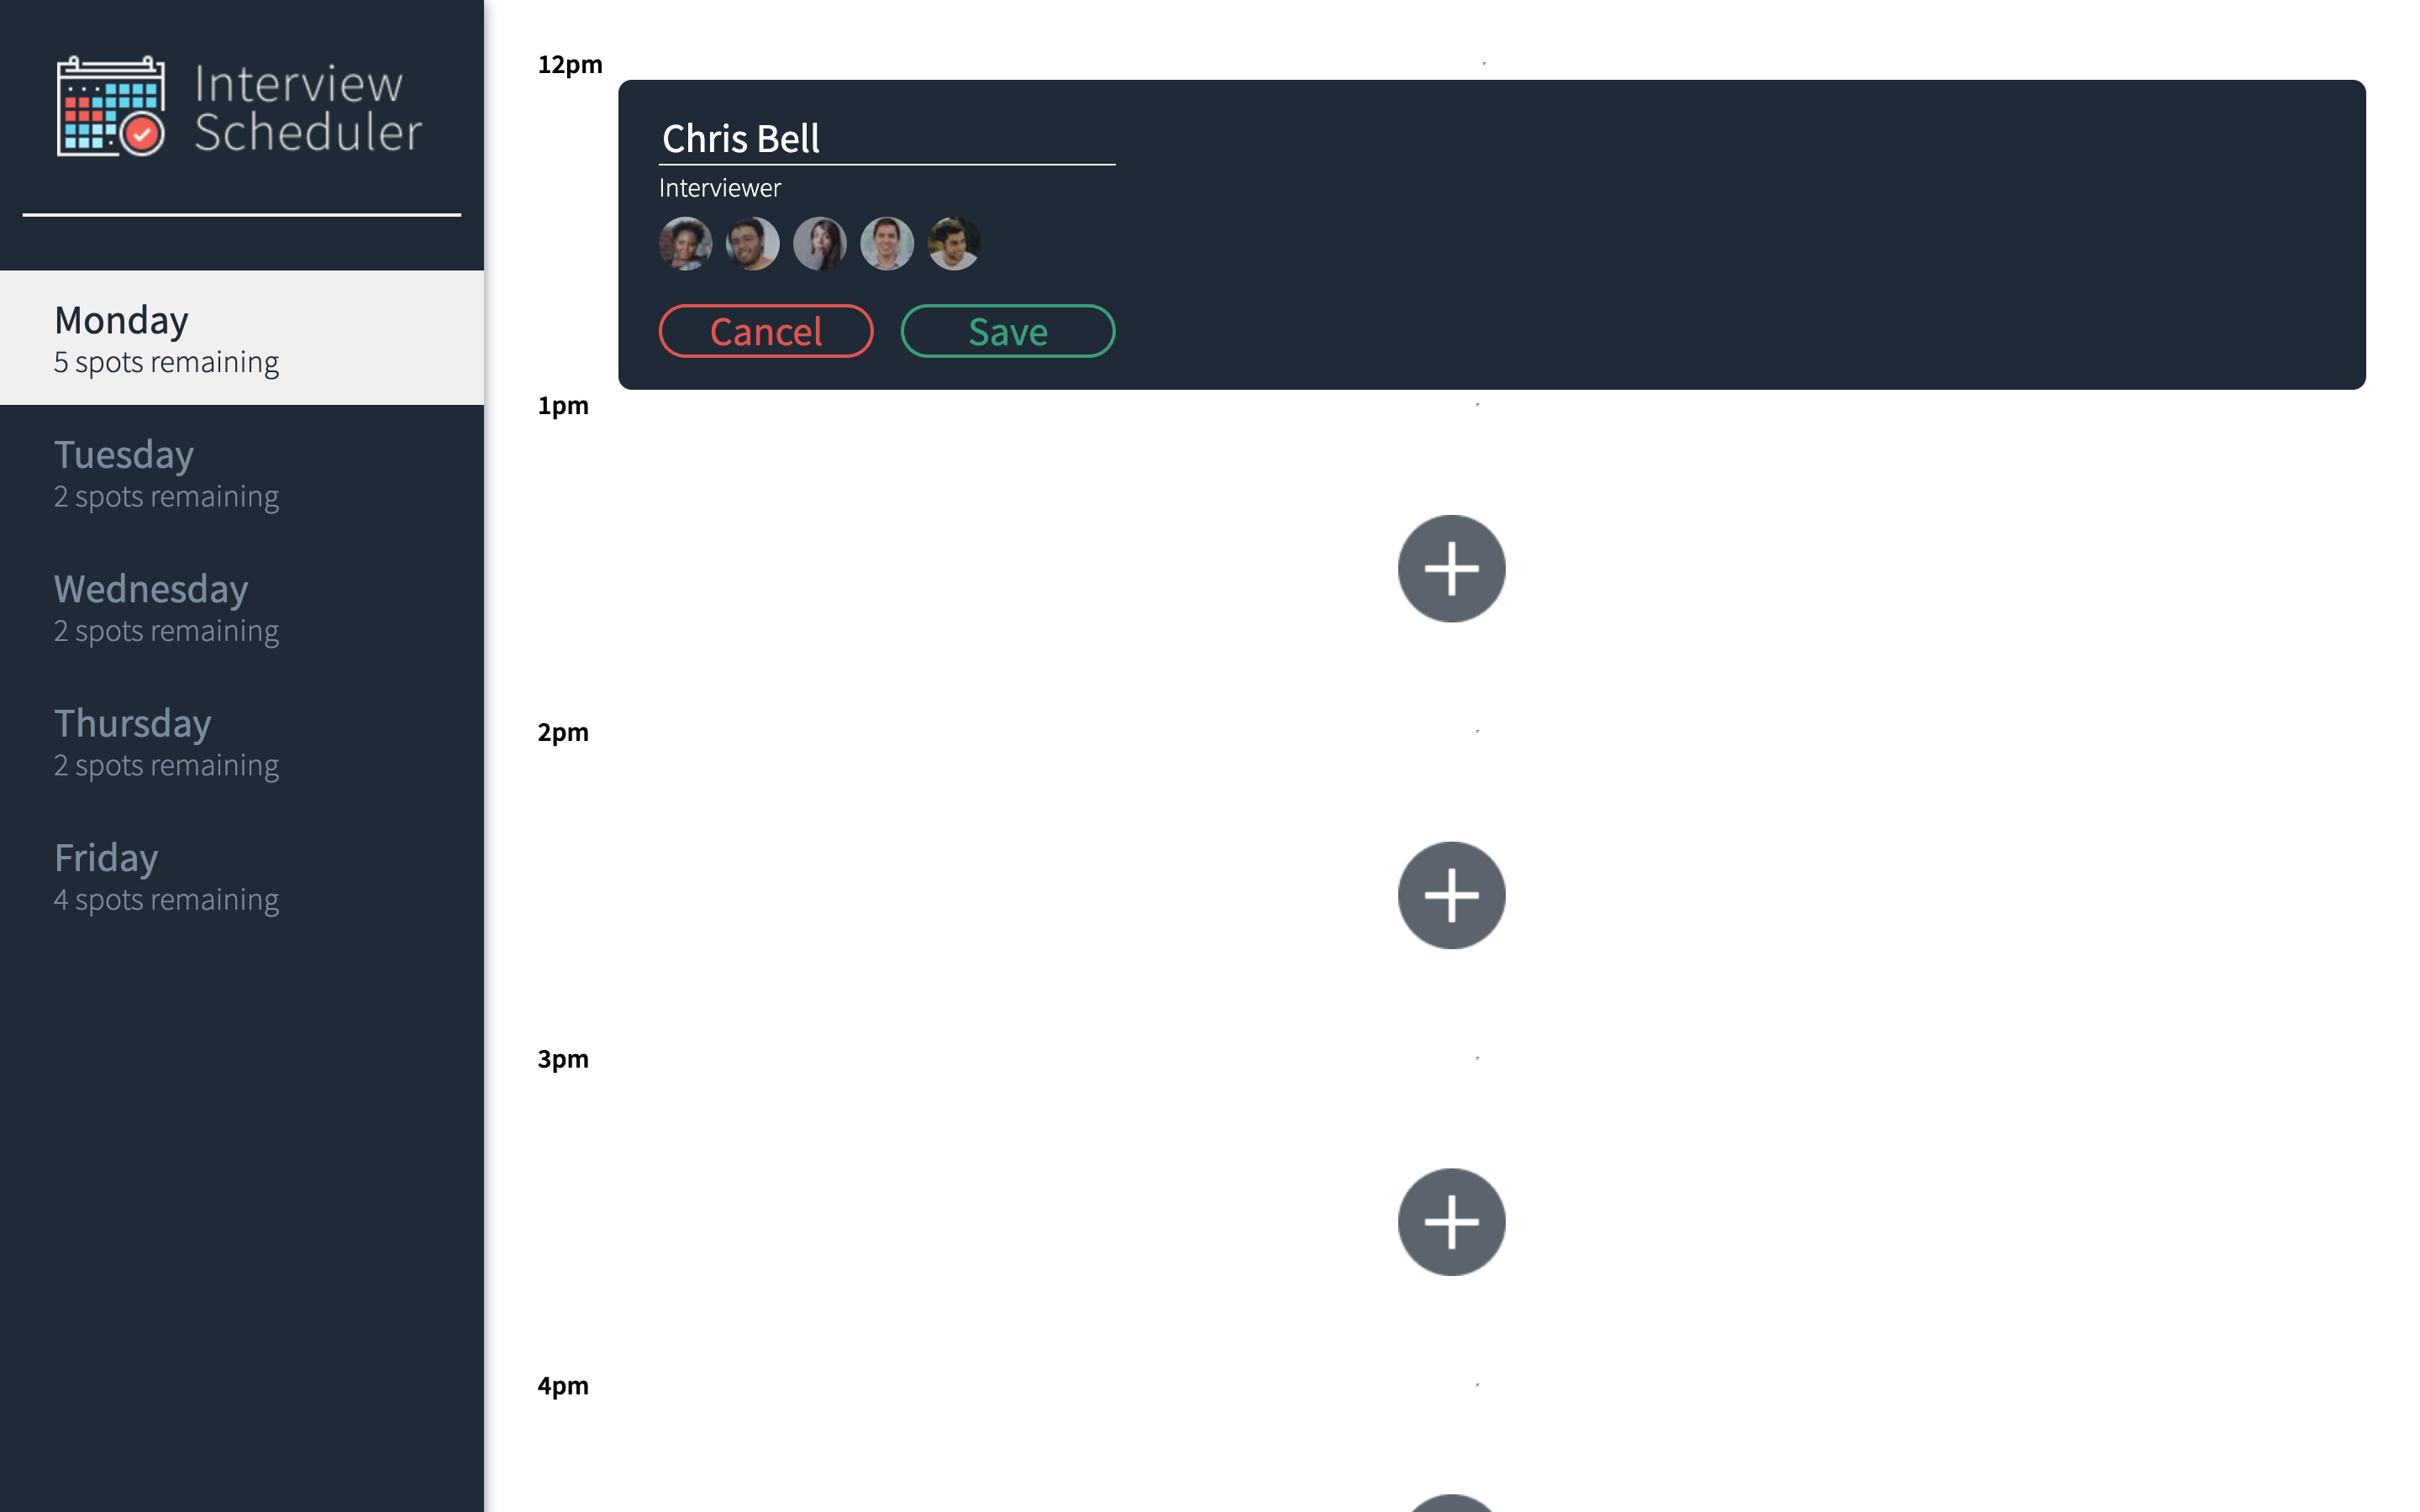 Interview
Scheduler
Monday
5 spots remaining
Tuesday
2 spots remaining
Wednesday
2 spots remaining
Thursday
2 spots remaining
Friday
4 spots remaining
12pm
Chris Bell
Interviewer
Cancel Save
1pm
2pm
3pm
4pm